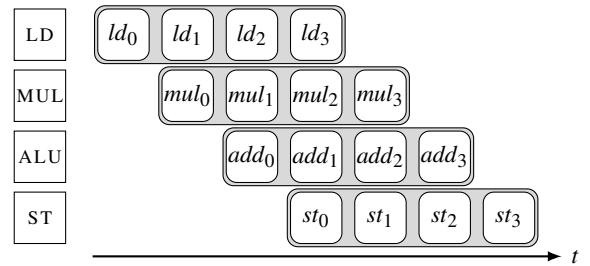 LD ld0 ld1 ld2 ld3
MUL mul0 mul1 mul2 mul3
ALU add0 add1 add2 add3
ST st0 st1 st2 st3
t